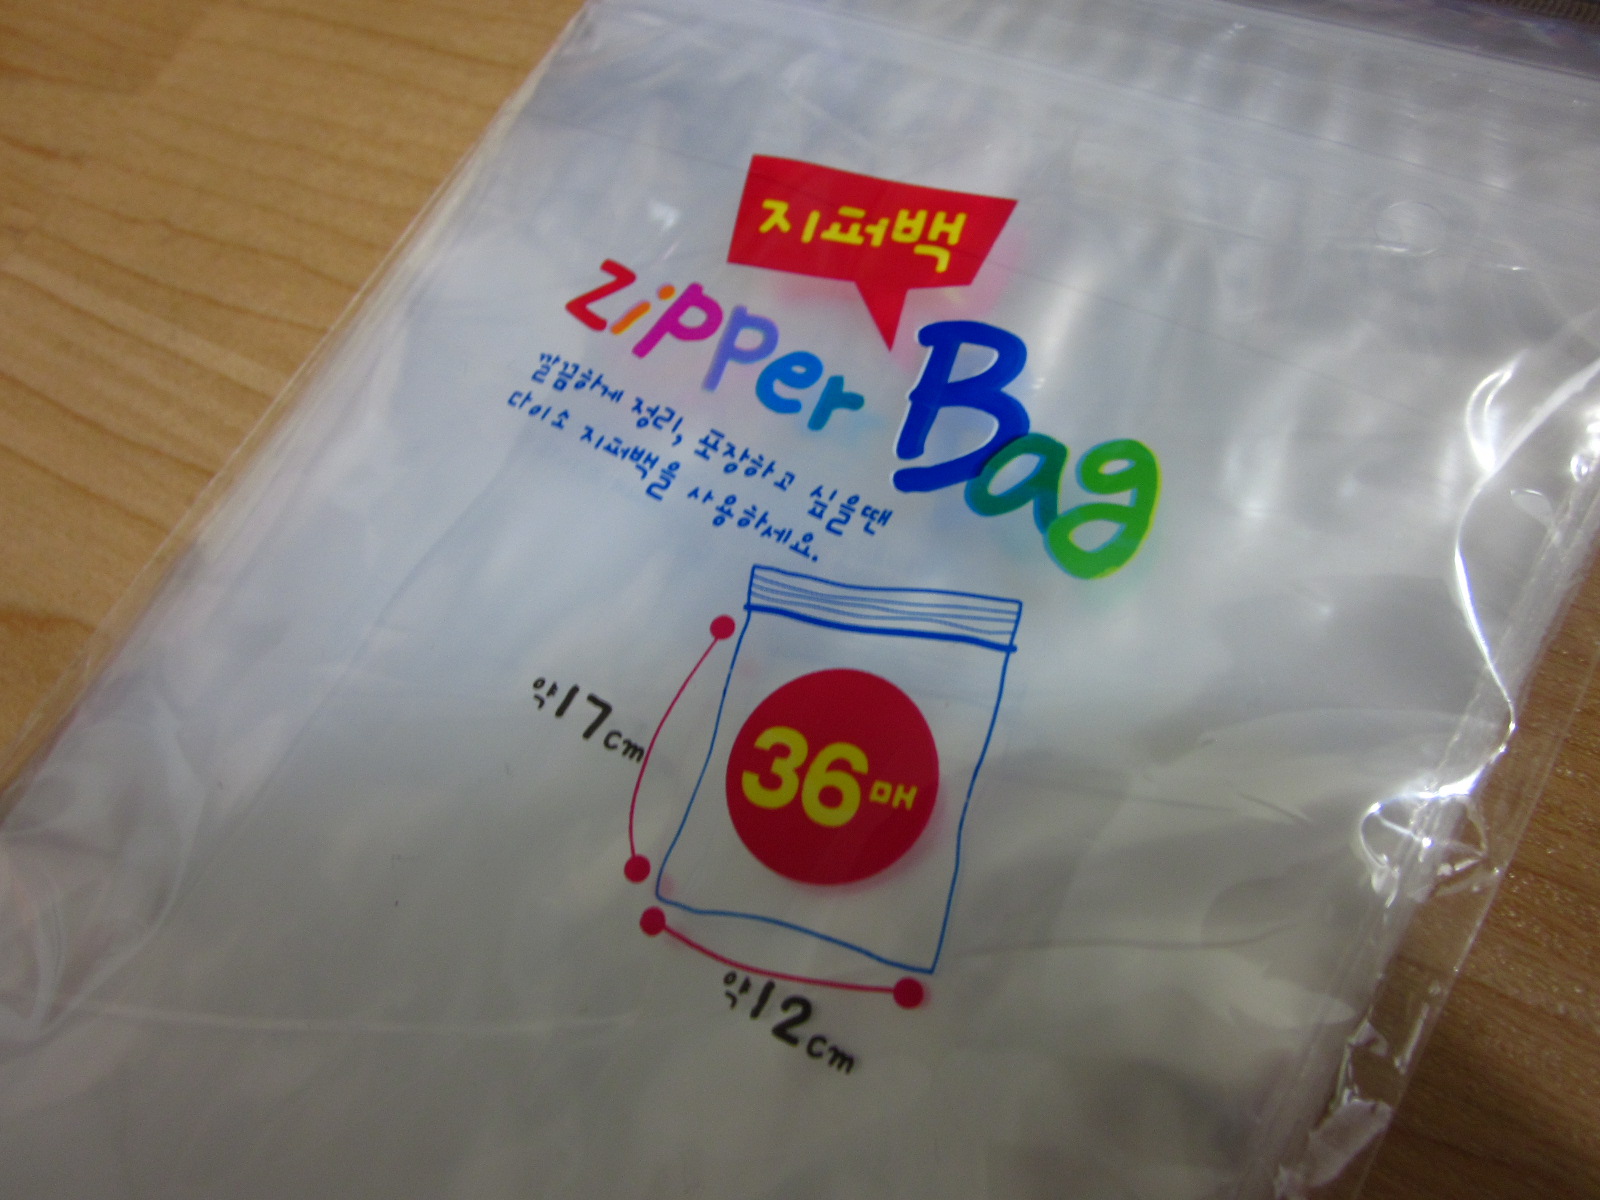 지퍼백
zipper Bag
깔끔하게 정리, 포장하고 싶을땐
다이소 지퍼백을 사용하세요.
약17cm
36매
약12cm